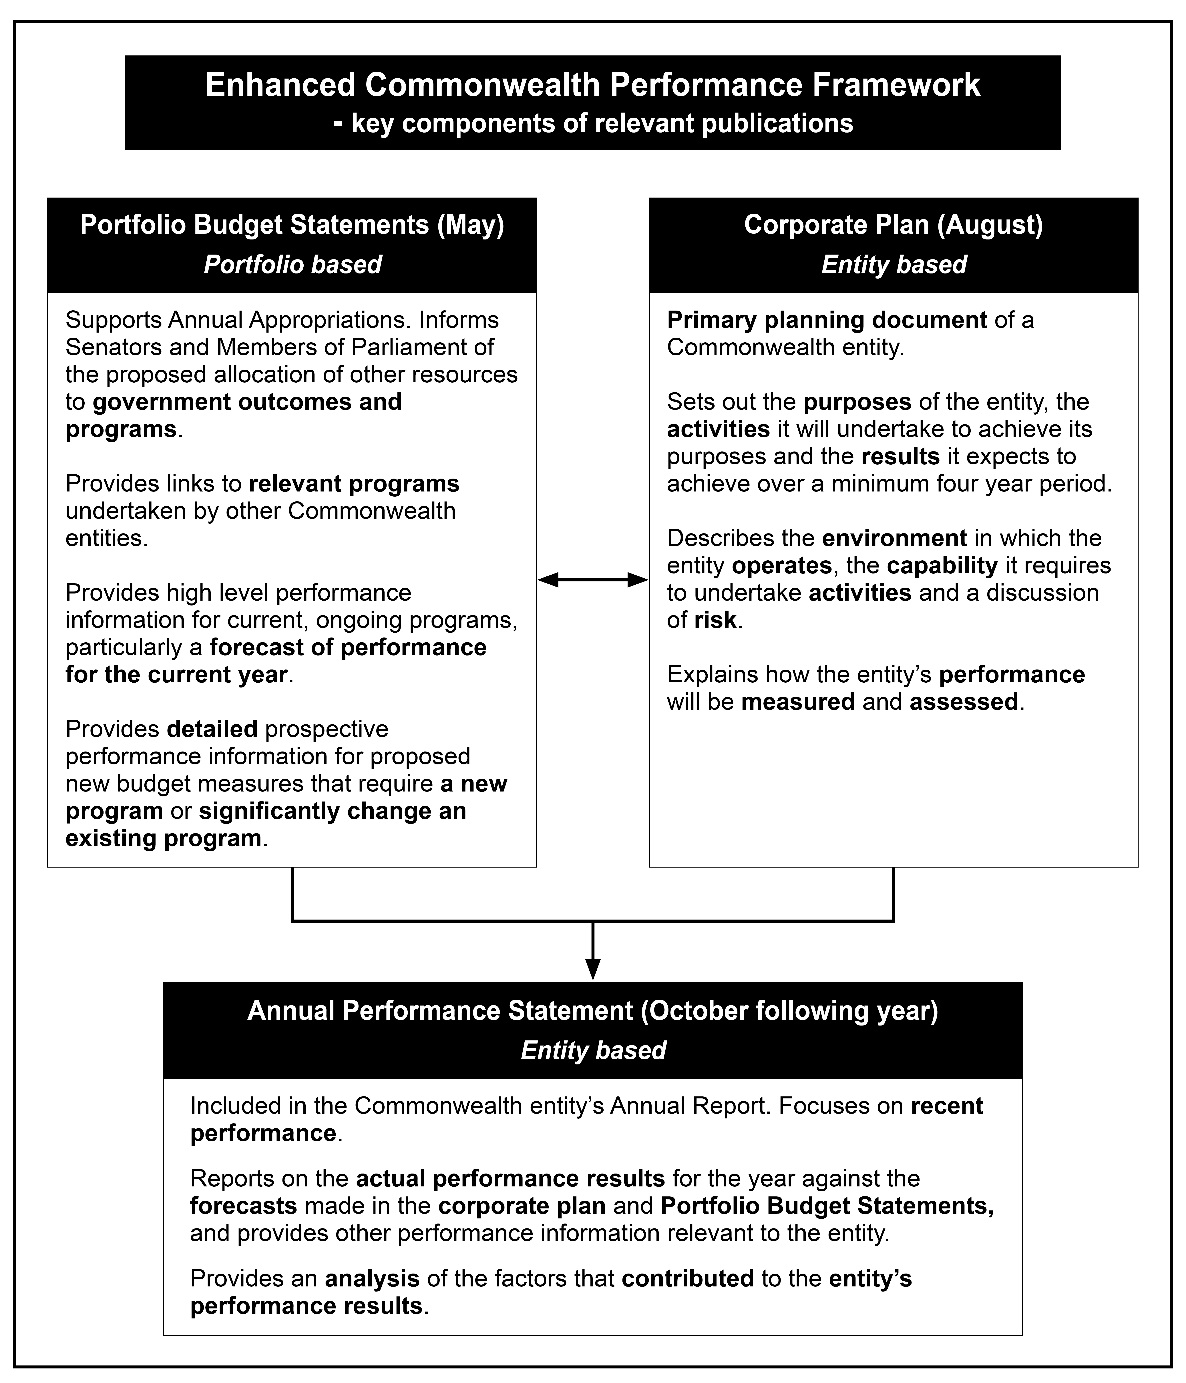 Enhanced Commonwealth Performance Framework
- key components of relevant publications
Portfolio Budget Statements (May)
Portfolio based
Supports Annual Appropriations. Informs
Senators and Members of Parliament of
the proposed allocation of other resources
to government outcomes and
programs.
Provides links to relevant programs
undertaken by other Commonwealth
entities.
Provides high level performance
information for current, ongoing programs,
particularly a forecast of performance
for the current year.
Provides detailed prospective
performance information for proposed
new budget measures that require a new
program or significantly change an
existing program.
Corporate Plan (August)
Entity based
Primary planning document of a
Commonwealth entity.
Sets out the purposes of the entity, the
activities it will undertake to achieve its
purposes and the results it expects to
achieve over a minimum four year period.
Describes the environment in which the
entity operates, the capability it requires
to undertake activities and a discussion
of risk.
Explains how the entity’s performance
will be measured and assessed.
Annual Performance Statement (October following year)
Entity based
Included in the Commonwealth entity’s Annual Report. Focuses on recent
performance.
Reports on the actual performance results for the year against the
forecasts made in the corporate plan and Portfolio Budget Statements,
and provides other performance information relevant to the entity.
Provides an analysis of the factors that contributed to the entity’s
performance results.